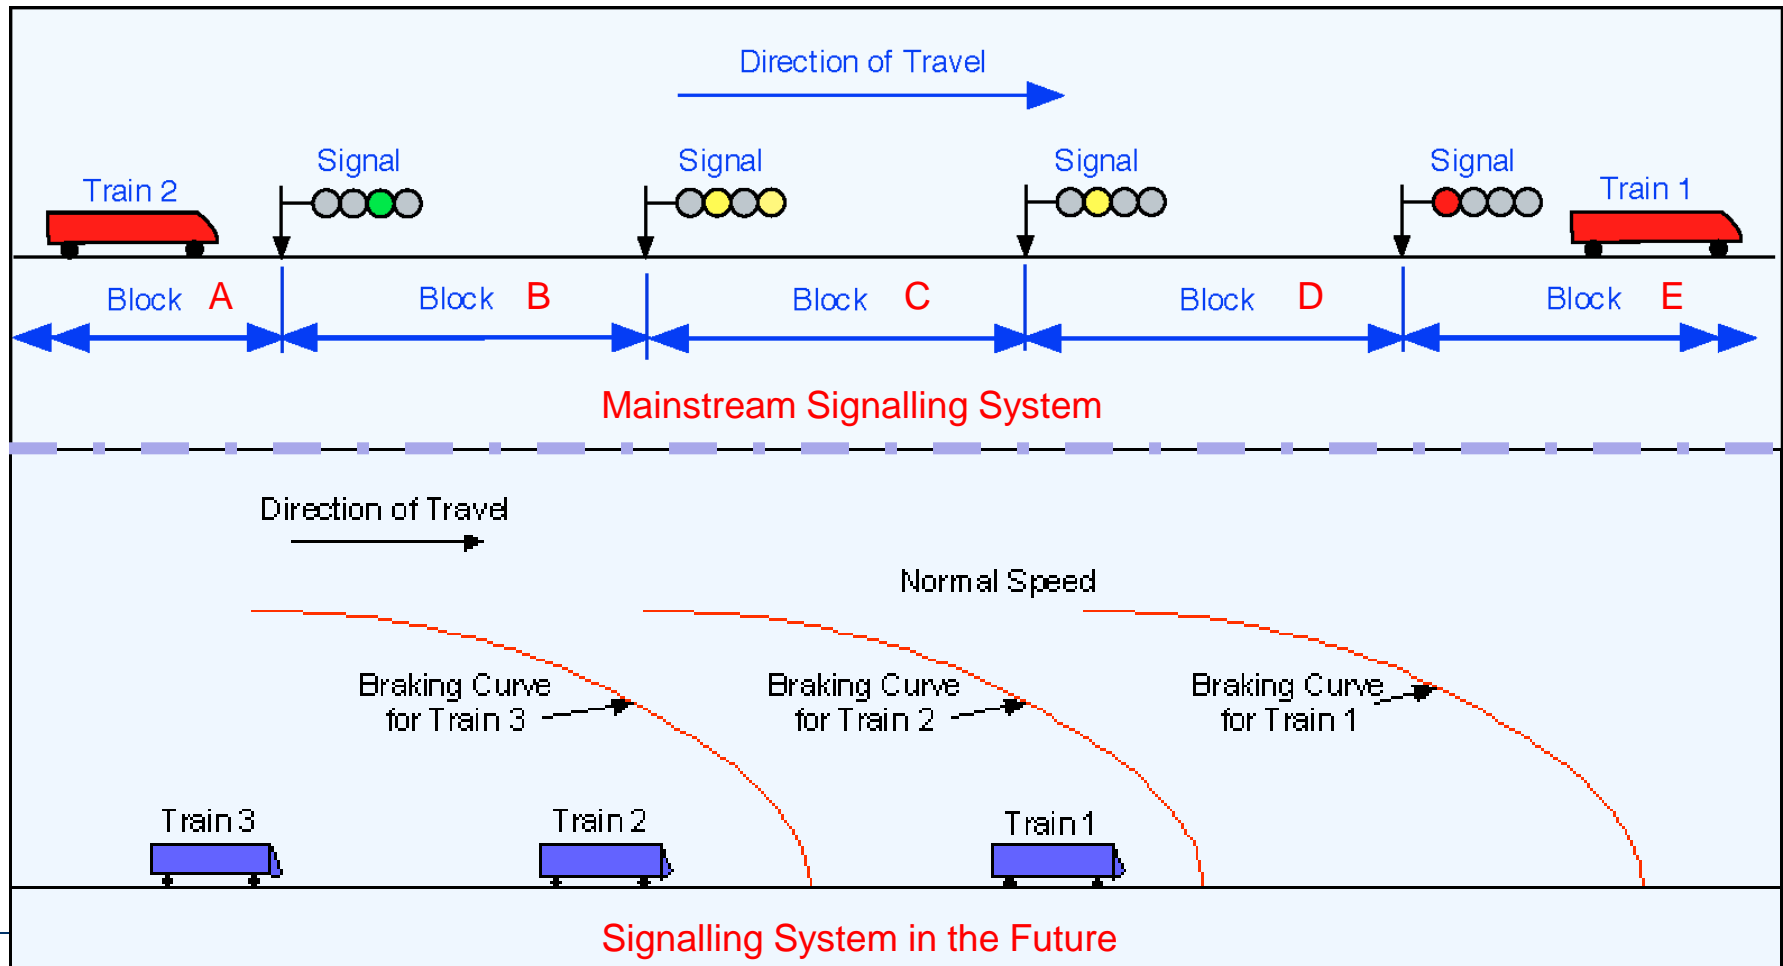 Direction of Travel
Signal
Signal
Signal
Signal
Train 2
Train 1
Block A
Block B
Block C
Block D
Block E
Mainstream Signalling System
Direction of Travel
Normal Speed
Braking Curve
for Train 3
Braking Curve
for Train 2
Braking Curve
for Train 1
Train 3
Train 2
Train 1
Signalling System in the Future